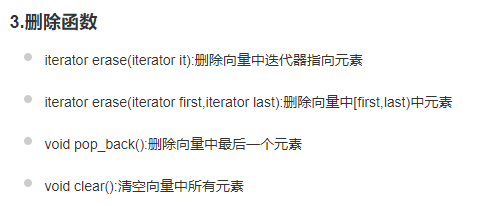 3.删除函数
iterator erase(iterator it):删除向量中迭代器指向元素
iterator erase(iterator first,iterator last):删除向量中[first,last)中元素
void pop_back():删除向量中最后一个元素
void clear():清空向量中所有元素